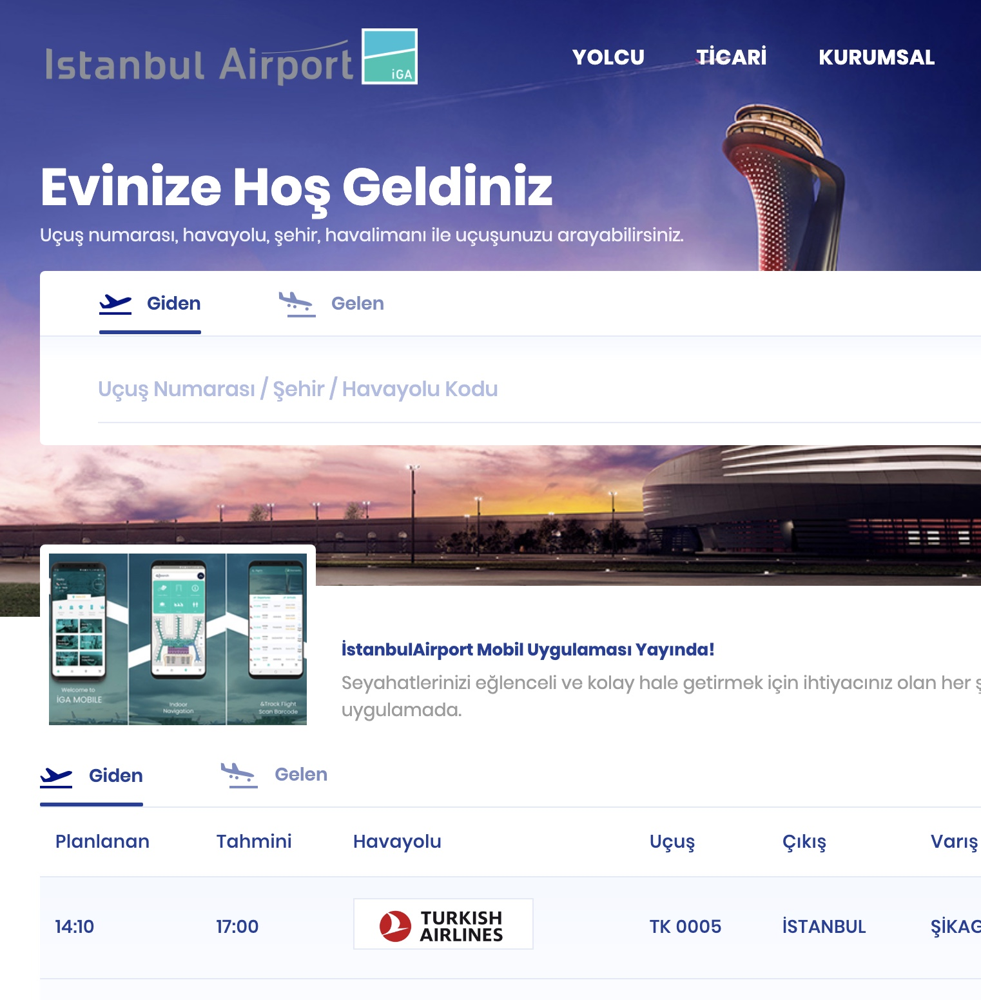 Istanbul Airport
iGA
YOLCU TİCARİ KURUMSAL
Evinize Hoş Geldiniz
Uçuş numarası, havayolu, şehir, havalimanı ile uçuşunuzu arayabilirsiniz.
Giden Gelen
Uçuş Numarası / Şehir / Havayolu Kodu
Welcome to
İGA MOBILE
Indoor
Navigation
&Track Flight
Scan Barcode
İstanbulAirport Mobil Uygulaması Yayında!
Seyahatlerinizi eğlenceli ve kolay hale getirmek için ihtiyacınız olan her ş
uygulamada.
Giden Gelen
Planlanan Tahmini Havayolu Uçuş Çıkış Varış
14:10 17:00 TURKISH AIRLINES TK 0005 İSTANBUL ŞİKAG